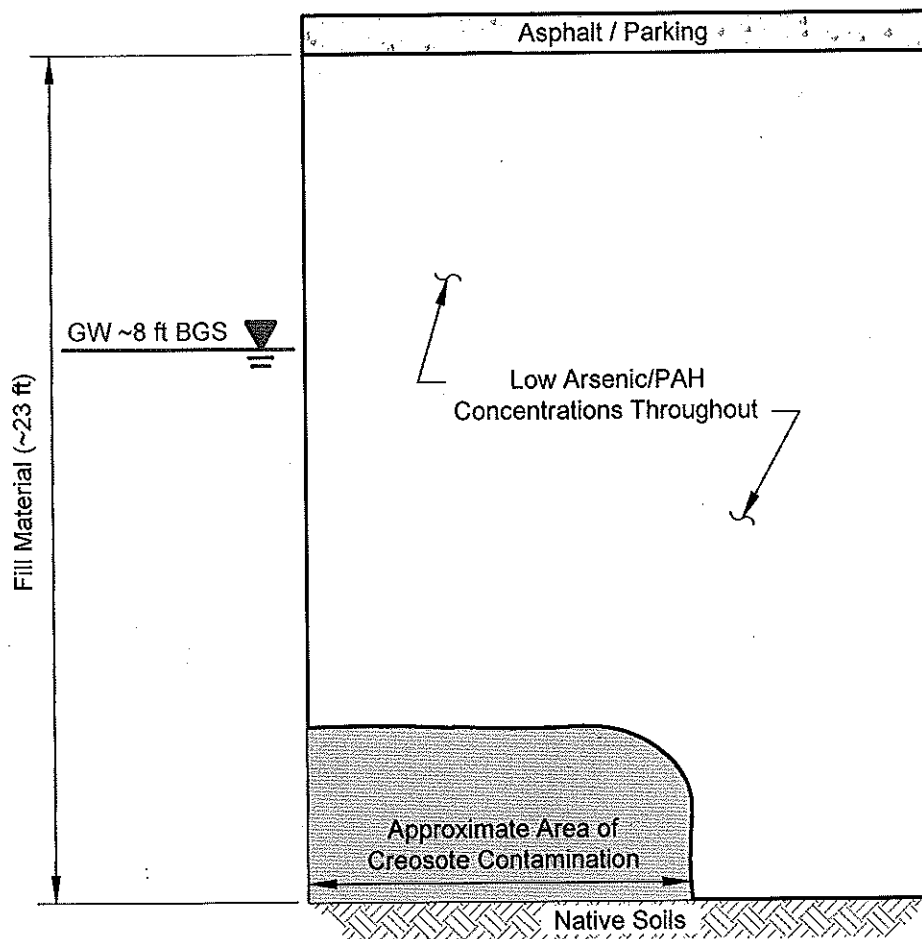 Asphalt / Parking
GW ~8 ft BGS
Fill Material (~23 ft)
Low Arsenic/PAH
Concentrations Throughout
Approximate Area of
Creosote Contamination
Native Soils